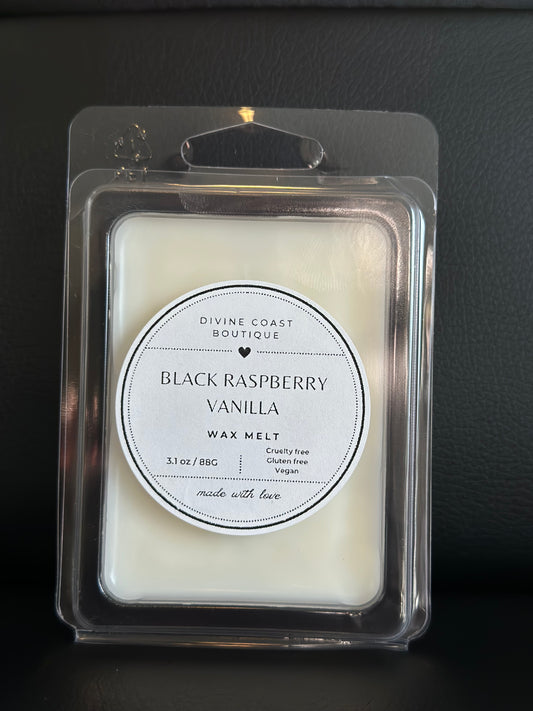 DIVINE COAST
BOUTIQUE
BLACK RASPBERRY
VANILLA
WAX MELT
3.1 oz / 88G
Cruelty free
Gluten free
Vegan
made with love